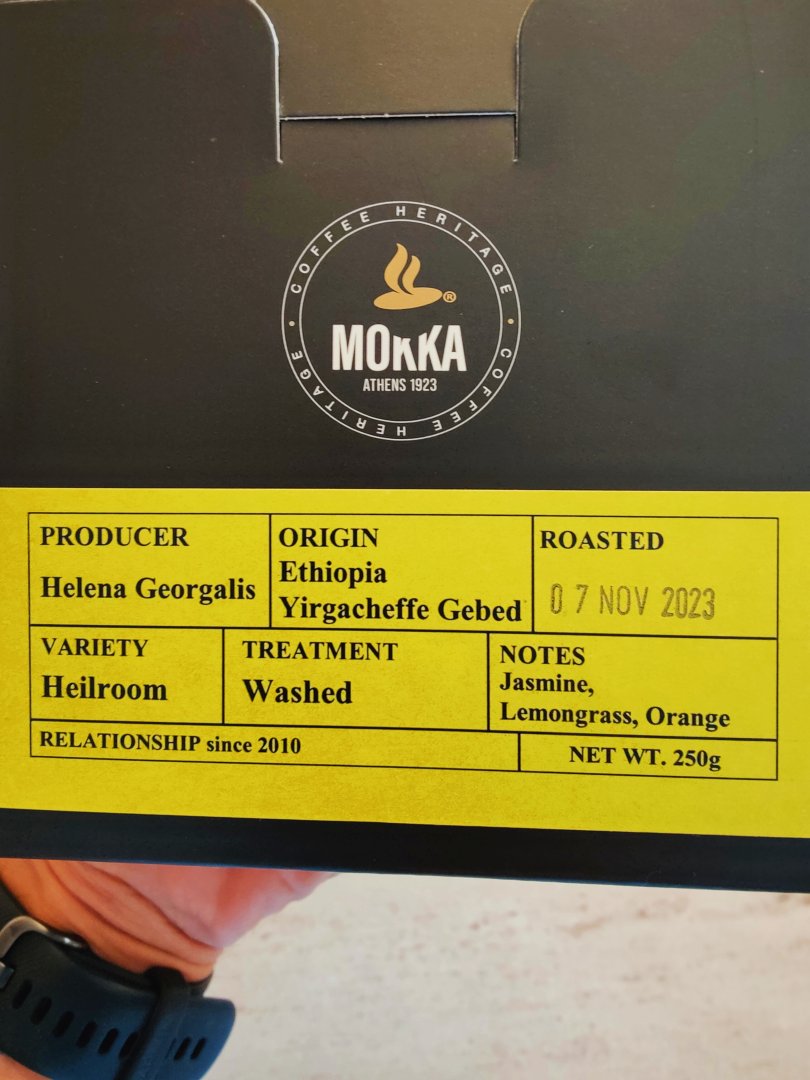 COFFEE HERITAGE
COFFEE HERITAGE
®
MOKKA
ATHENS 1923
PRODUCER
Helena Georgalis
ORIGIN
Ethiopia
Yirgacheffe Gebed
ROASTED
07 NOV 2023
VARIETY
Heilroom
TREATMENT
Washed
NOTES
Jasmine,
Lemongrass, Orange
RELATIONSHIP since 2010
NET WT. 250g